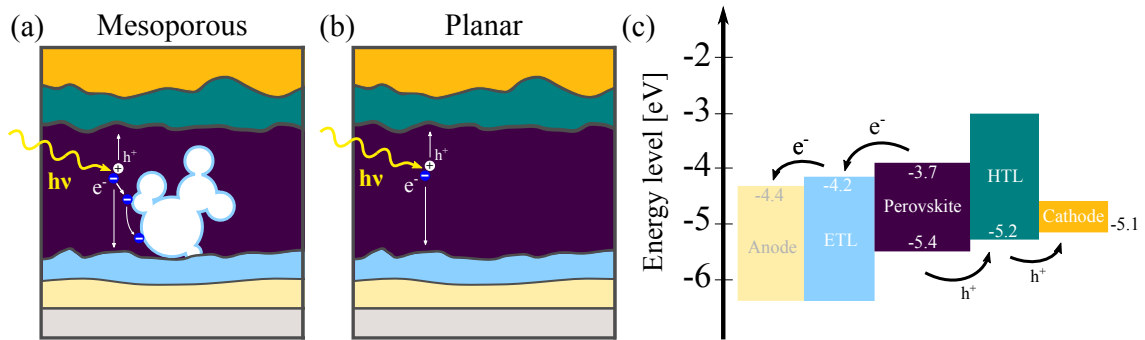 (a) Mesoporous
h⁺
hν
e⁻
(b) Planar
h⁺
hν
e⁻
(c)
Energy level [eV]
-2
-3
-4
-5
-6
e⁻
e⁻
-4.4
Anode
-4.2
ETL
-3.7
Perovskite
-5.4
HTL
-5.2
Cathode
-5.1
h⁺
h⁺